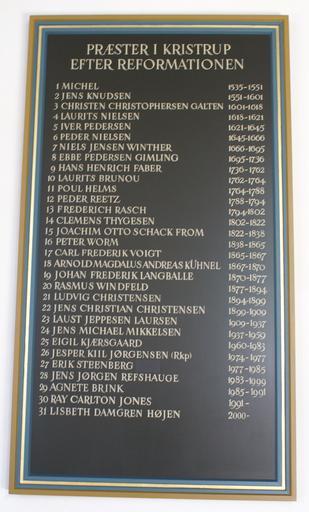 PRÆSTER I KRISTRUP
EFTER REFORMATIONEN
1 MICHEL 1535-1551
2 JENS KNUDSEN 1551-1601
3 CHRISTEN CHRISTOPHERSEN GALTEN 1601-1618
4 LAURITS NIELSEN 1618-1621
5 IVER PEDERSEN 1621-1645
6 PEDER NIELSEN 1645-1666
7 NIELS JENSEN WINTHER 1666-1695
8 EBBE PEDERSEN GIMLING 1695-1736
9 HANS HENRICH FABER 1736-1762
10 LAURITS BRUNOU 1762-1764
11 POUL HELMS 1764-1788
12 PEDER REETZ 1788-1794
13 FREDERICH RASCH 1794-1802
14 CLEMENS THYGESEN 1802-1822
15 JOACHIM OTTO SCHACK FROM 1822-1838
16 PETER WORM 1838-1865
17 CARL FREDERIK VOIGT 1865-1867
18 ARNOLD MAGDALUS ANDREAS KÜHNEL 1867-1870
19 JOHAN FREDERIK LANGBALLE 1870-1877
20 RASMUS WINDFELD 1877-1894
21 LUDVIG CHRISTENSEN 1894-1899
22 JENS CHRISTIAN CHRISTENSEN 1899-1909
23 LAUST JEPPESEN LAURSEN 1909-1937
24 JENS MICHAEL MIKKELSEN 1937-1959
25 EIGIL KJÆRSGAARD 1960-1983
26 JESPER KIIL JØRGENSEN (Rkp) 1974-1977
27 ERIK STEENBERG 1977-1985
28 JENS JØRGEN REFSHAUGE 1983-1999
29 AGNETE BRINK 1985-1991
30 RAY CARLTON JONES 1991-
31 LISBETH DAMGREN HØJEN 2000-